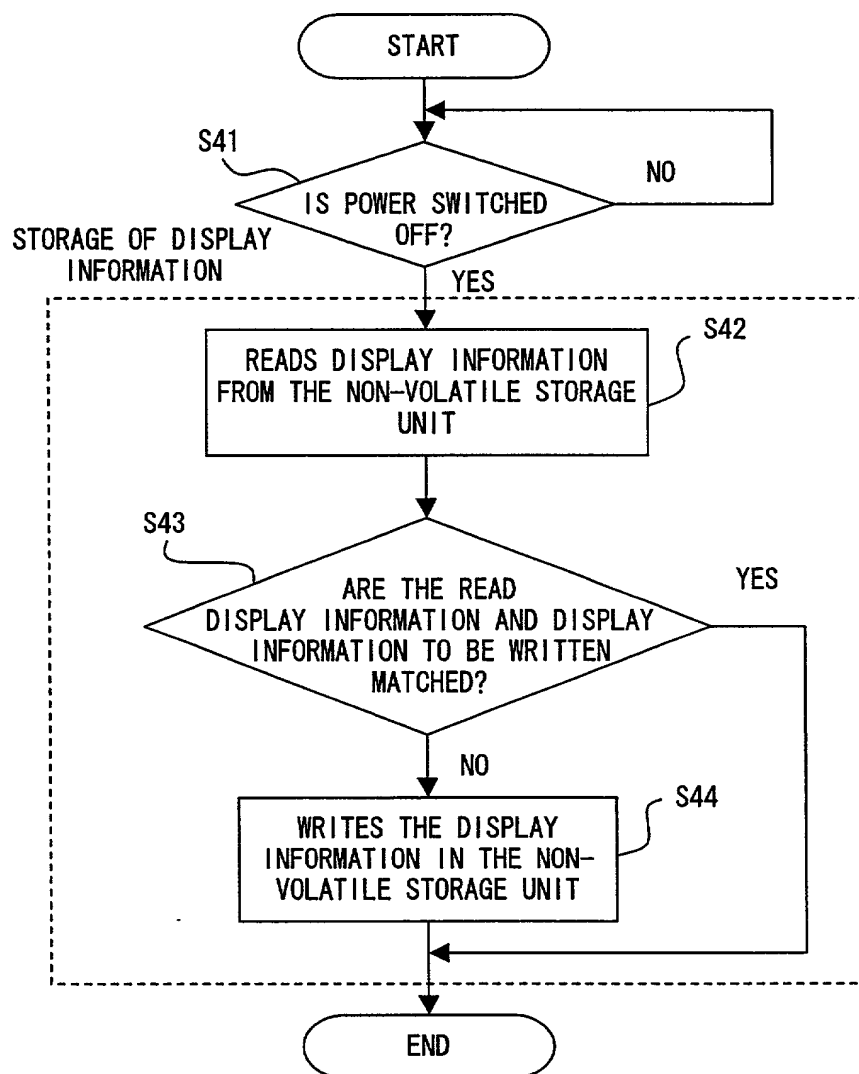 START
S41
NO
IS POWER SWITCHED
OFF?
STORAGE OF DISPLAY
INFORMATION
YES
S42
READS DISPLAY INFORMATION
FROM THE NON-VOLATILE STORAGE
UNIT
S43
YES
ARE THE READ
DISPLAY INFORMATION AND DISPLAY
INFORMATION TO BE WRITTEN
MATCHED?
NO
S44
WRITES THE DISPLAY
INFORMATION IN THE NON-
VOLATILE STORAGE UNIT
END